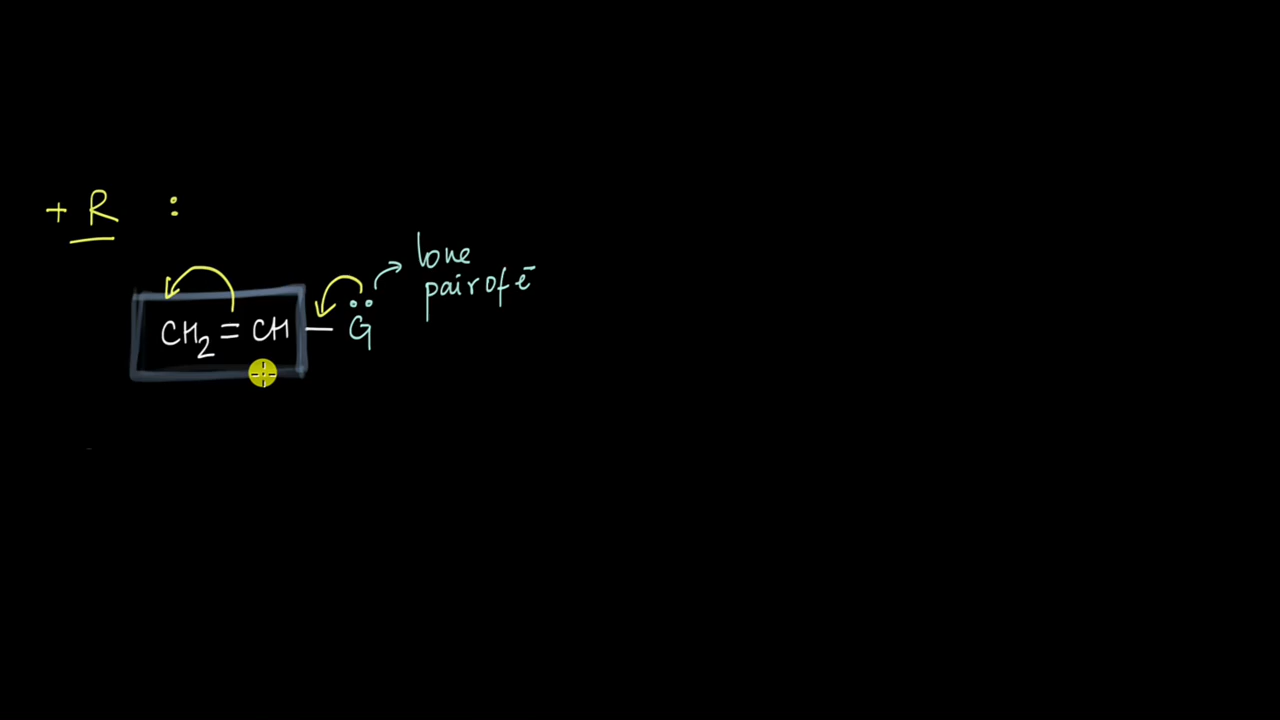 + R :
lone
pair of e⁻
CH₂ = CH — G̈